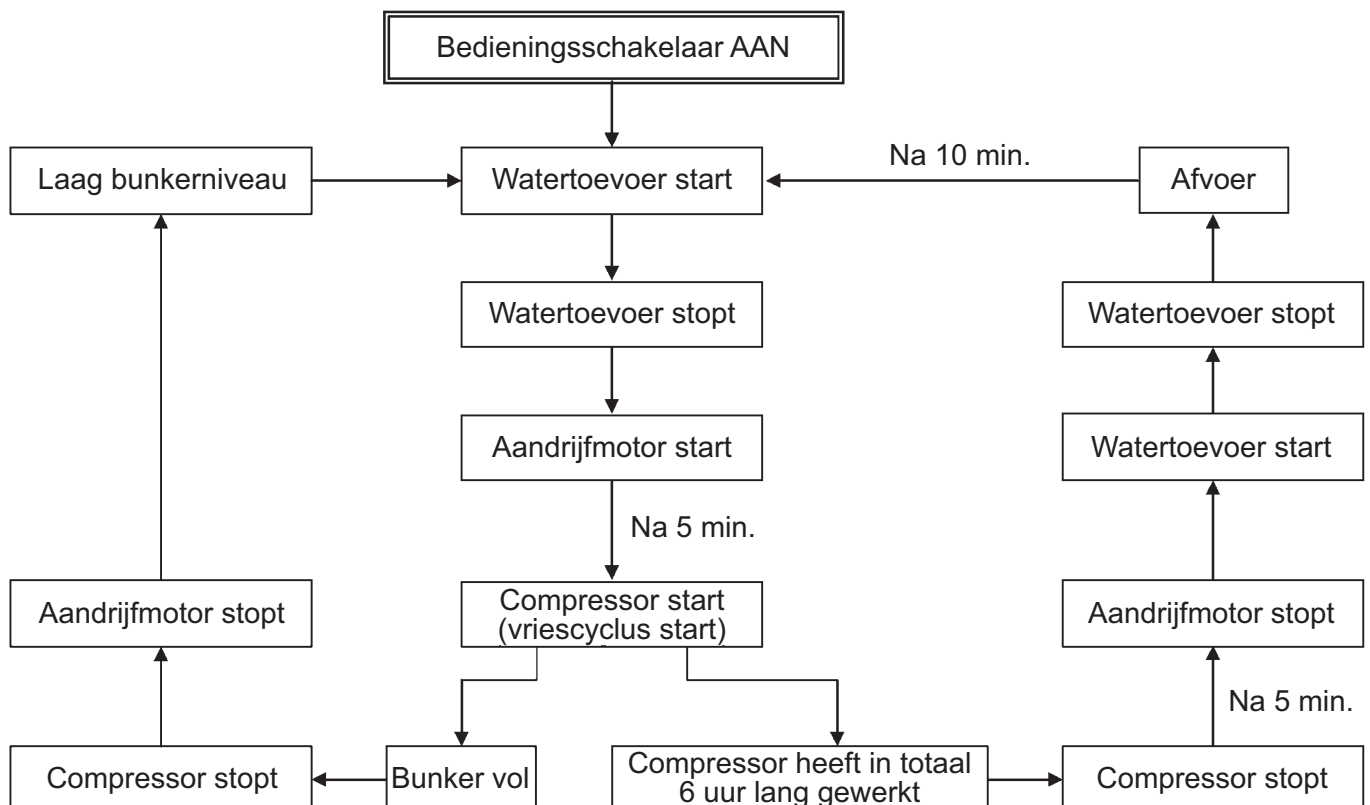 Bedieningsschakelaar AAN
Laag bunkerniveau
Watertoevoer start
Na 10 min.
Afvoer
Watertoevoer stopt
Watertoevoer stopt
Aandrijfmotor start
Watertoevoer start
Na 5 min.
Aandrijfmotor stopt
Compressor start
(vriescyclus start)
Aandrijfmotor stopt
Na 5 min.
Compressor stopt
Bunker vol
Compressor heeft in totaal
6 uur lang gewerkt
Compressor stopt